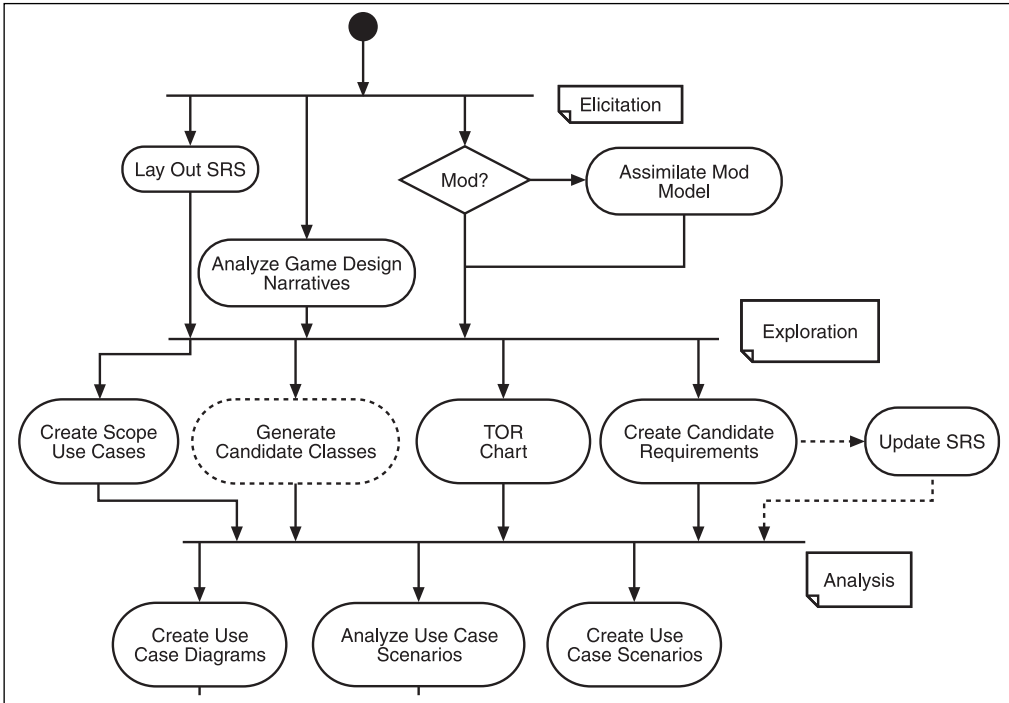 Elicitation
Lay Out SRS
Mod?
Assimilate Mod
Model
Analyze Game Design
Narratives
Exploration
Create Scope
Use Cases
Generate
Candidate Classes
TOR
Chart
Create Candidate
Requirements
Update SRS
Analysis
Create Use
Case Diagrams
Analyze Use Case
Scenarios
Create Use
Case Scenarios